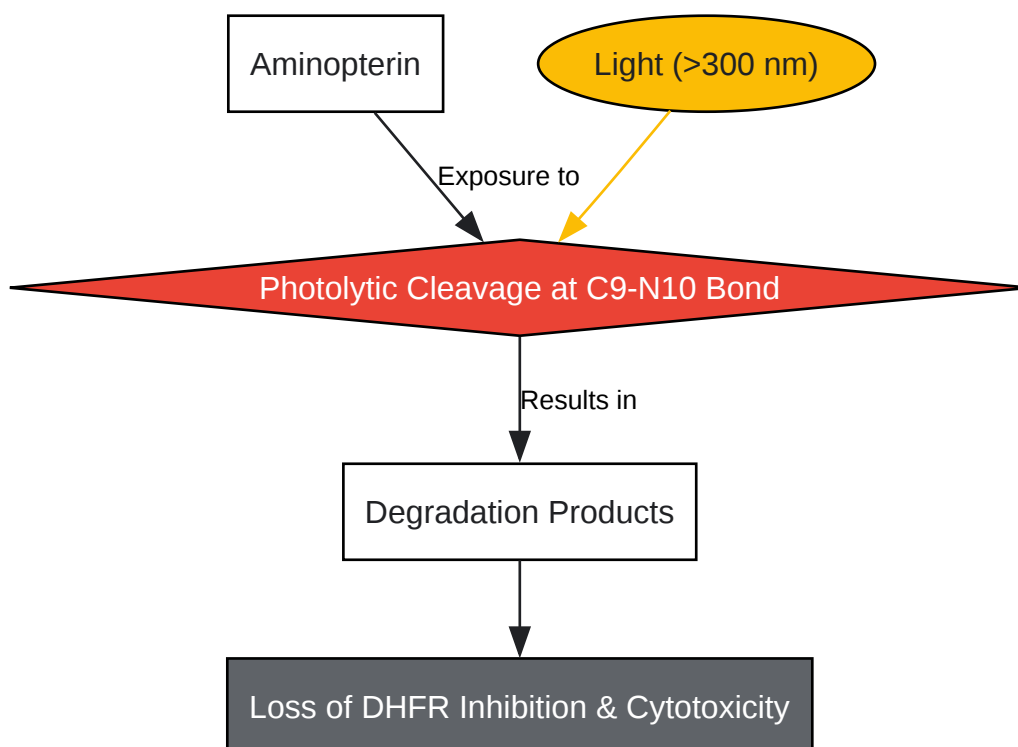 Aminopterin
Light (>300 nm)
Exposure to
Photolytic Cleavage at C9-N10 Bond
Results in
Degradation Products
Loss of DHFR Inhibition & Cytotoxicity